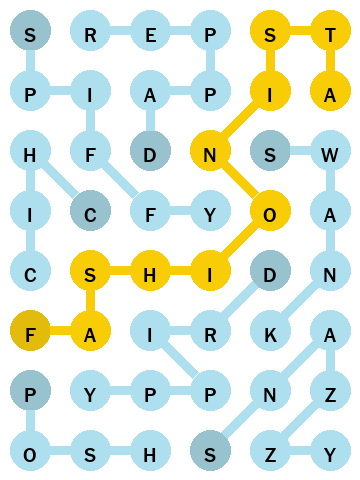 S R E P S T
P I A P I A
H F D N S W
I C F Y O A
C S H I D N
F A I R K A
P Y P P N Z
O S H S Z Y